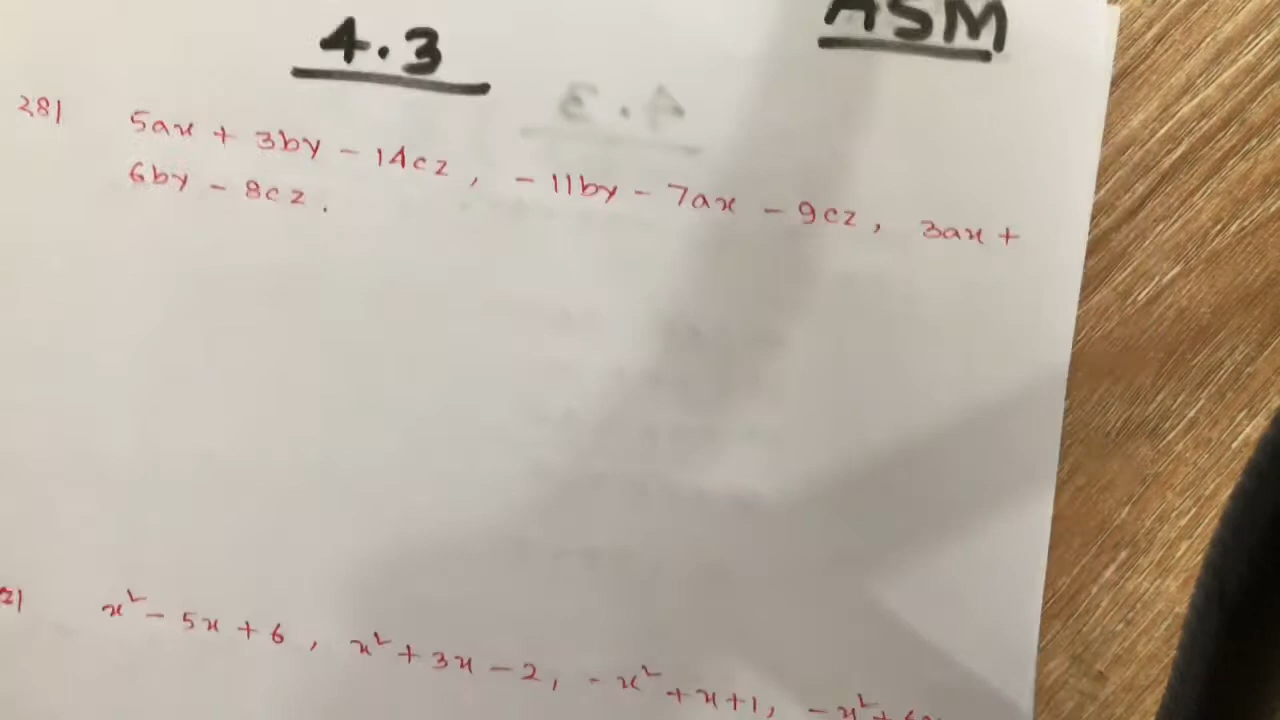 4.3
ASM
28)
5ax + 3by - 14cz, - 11by - 7ax - 9cz, 3ax +
6by - 8cz.
x² - 5x + 6, x² + 3x - 2, - x² + x + 1, - x² +